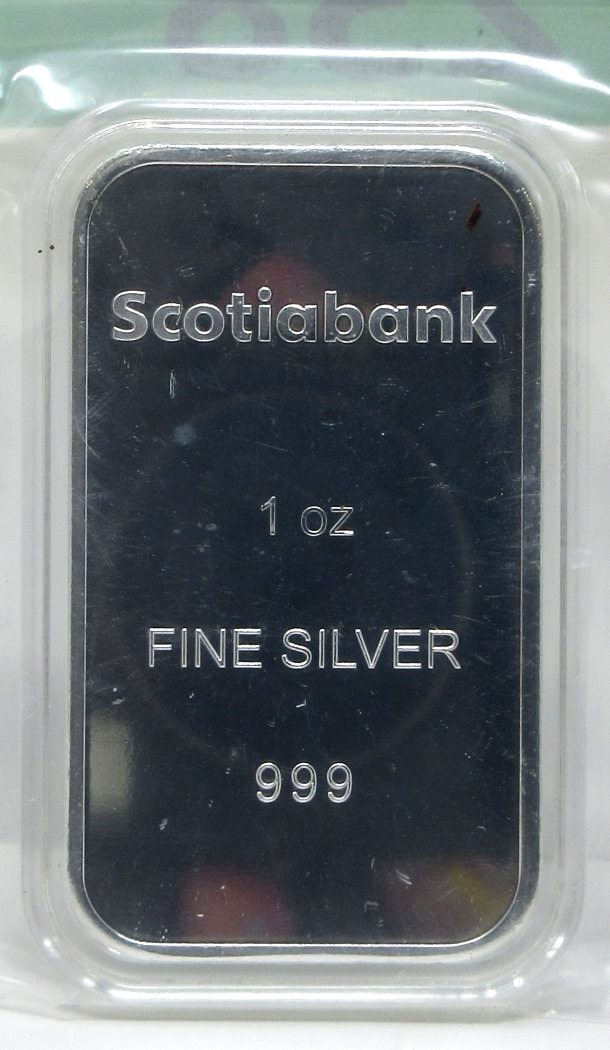 Scotiabank
1 oz
FINE SILVER
999